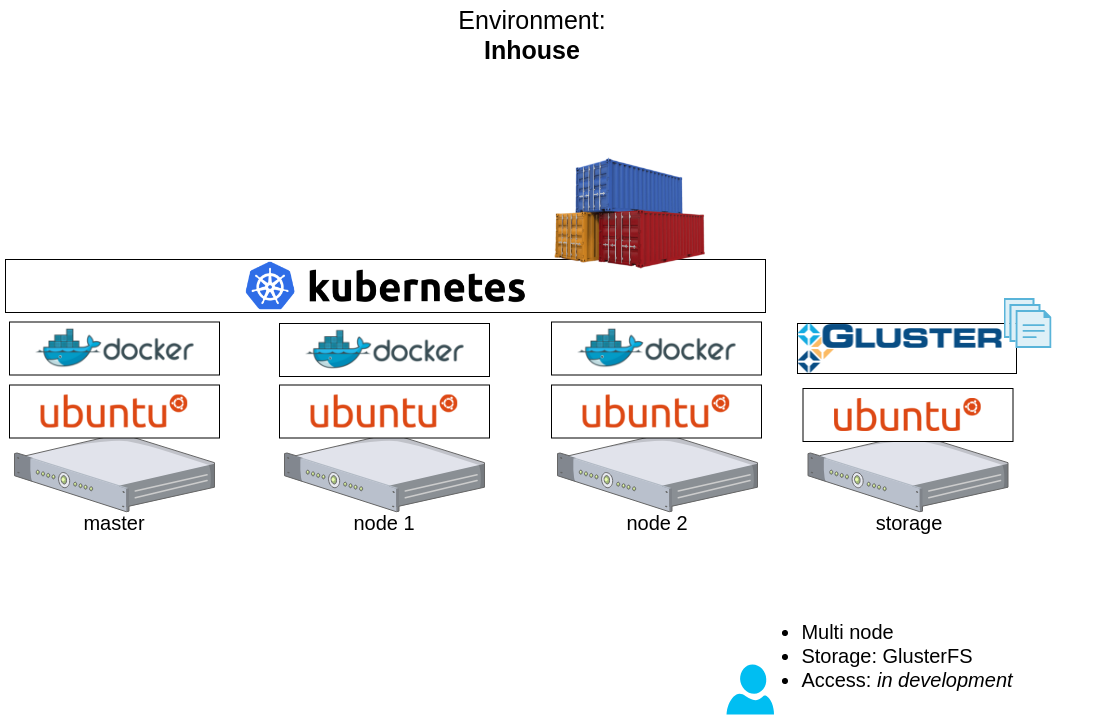 Environment:
Inhouse
kubernetes
docker
docker
docker
GLUSTER
ubuntu
ubuntu
ubuntu
ubuntu
master
node 1
node 2
storage
• Multi node
• Storage: GlusterFS
• Access: in development